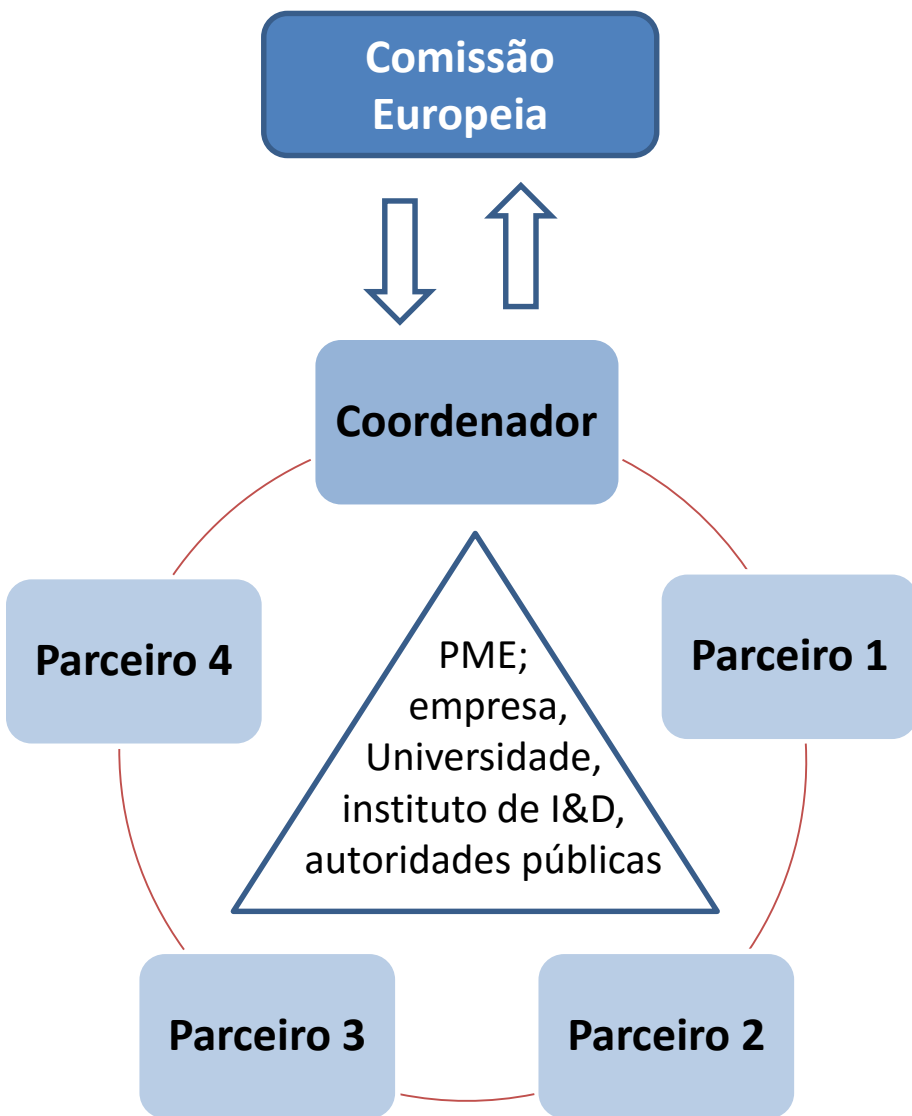 Comissão
Europeia
Coordenador
Parceiro 4
Parceiro 1
PME;
empresa,
Universidade,
instituto de I&D,
autoridades públicas
Parceiro 3
Parceiro 2